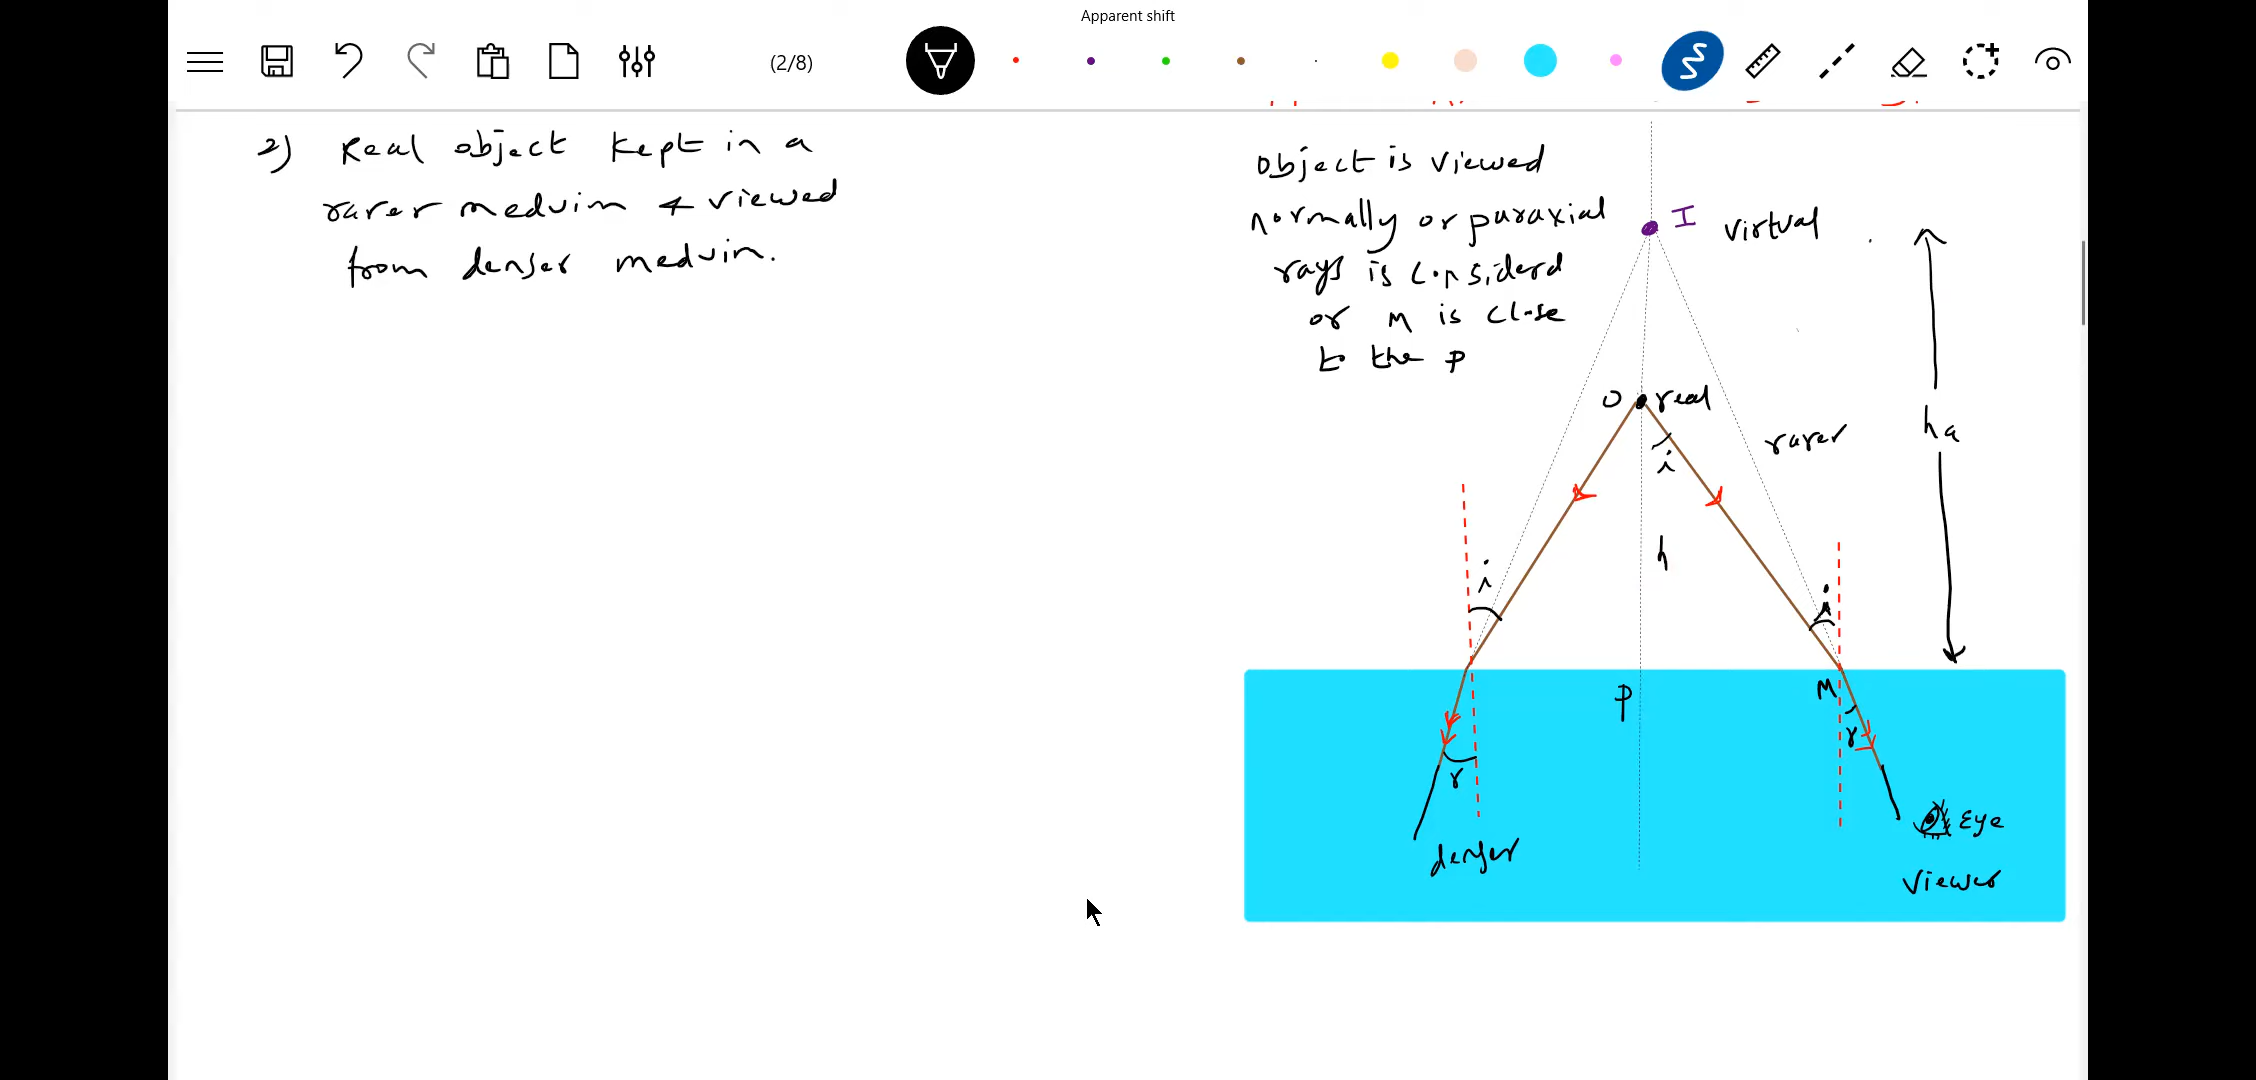 Apparent shift
(2/8)
2) Real object kept in a
rarer meduim & viewed
from denser meduim.
object is viewed
normally or paraxial
rays is considerd
or M is close
to the P
I virtual
O real
i
rarer
ha
h
i
i
P
M
r
r
denser
Eye
Viewer